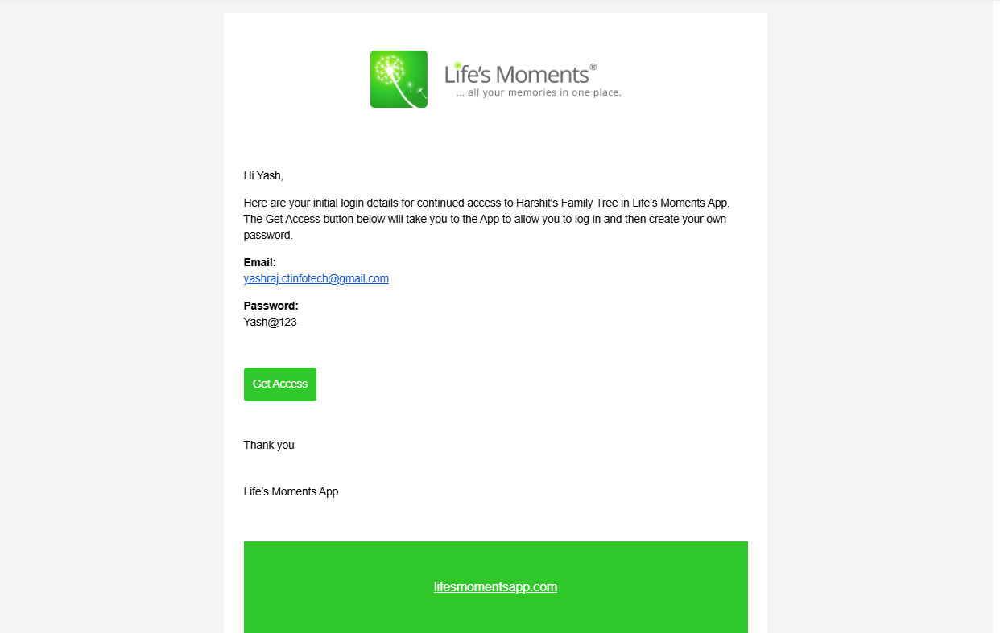 Life's Moments®
... all your memories in one place.
Hi Yash,
Here are your initial login details for continued access to Harshit's Family Tree in Life’s Moments App.
The Get Access button below will take you to the App to allow you to log in and then create your own
password.
Email:
yashraj.ctinfotech@gmail.com
Password:
Yash@123
Get Access
Thank you
Life’s Moments App
lifesmomentsapp.com